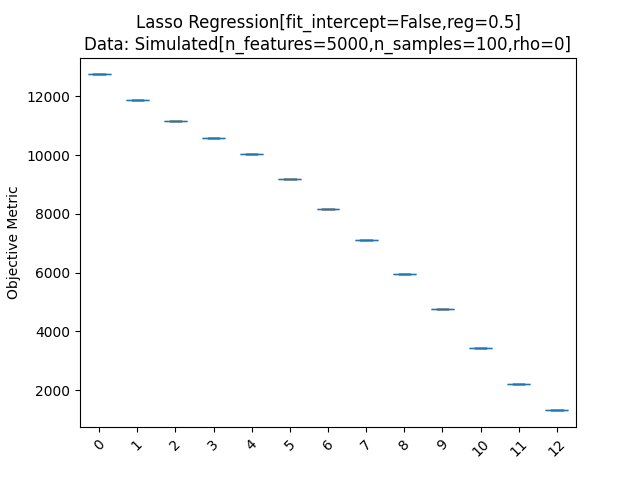 Lasso Regression[fit_intercept=False,reg=0.5]
Data: Simulated[n_features=5000,n_samples=100,rho=0]
Objective Metric
12000
10000
8000
6000
4000
2000
0 1 2 3 4 5 6 7 8 9 10 11 12